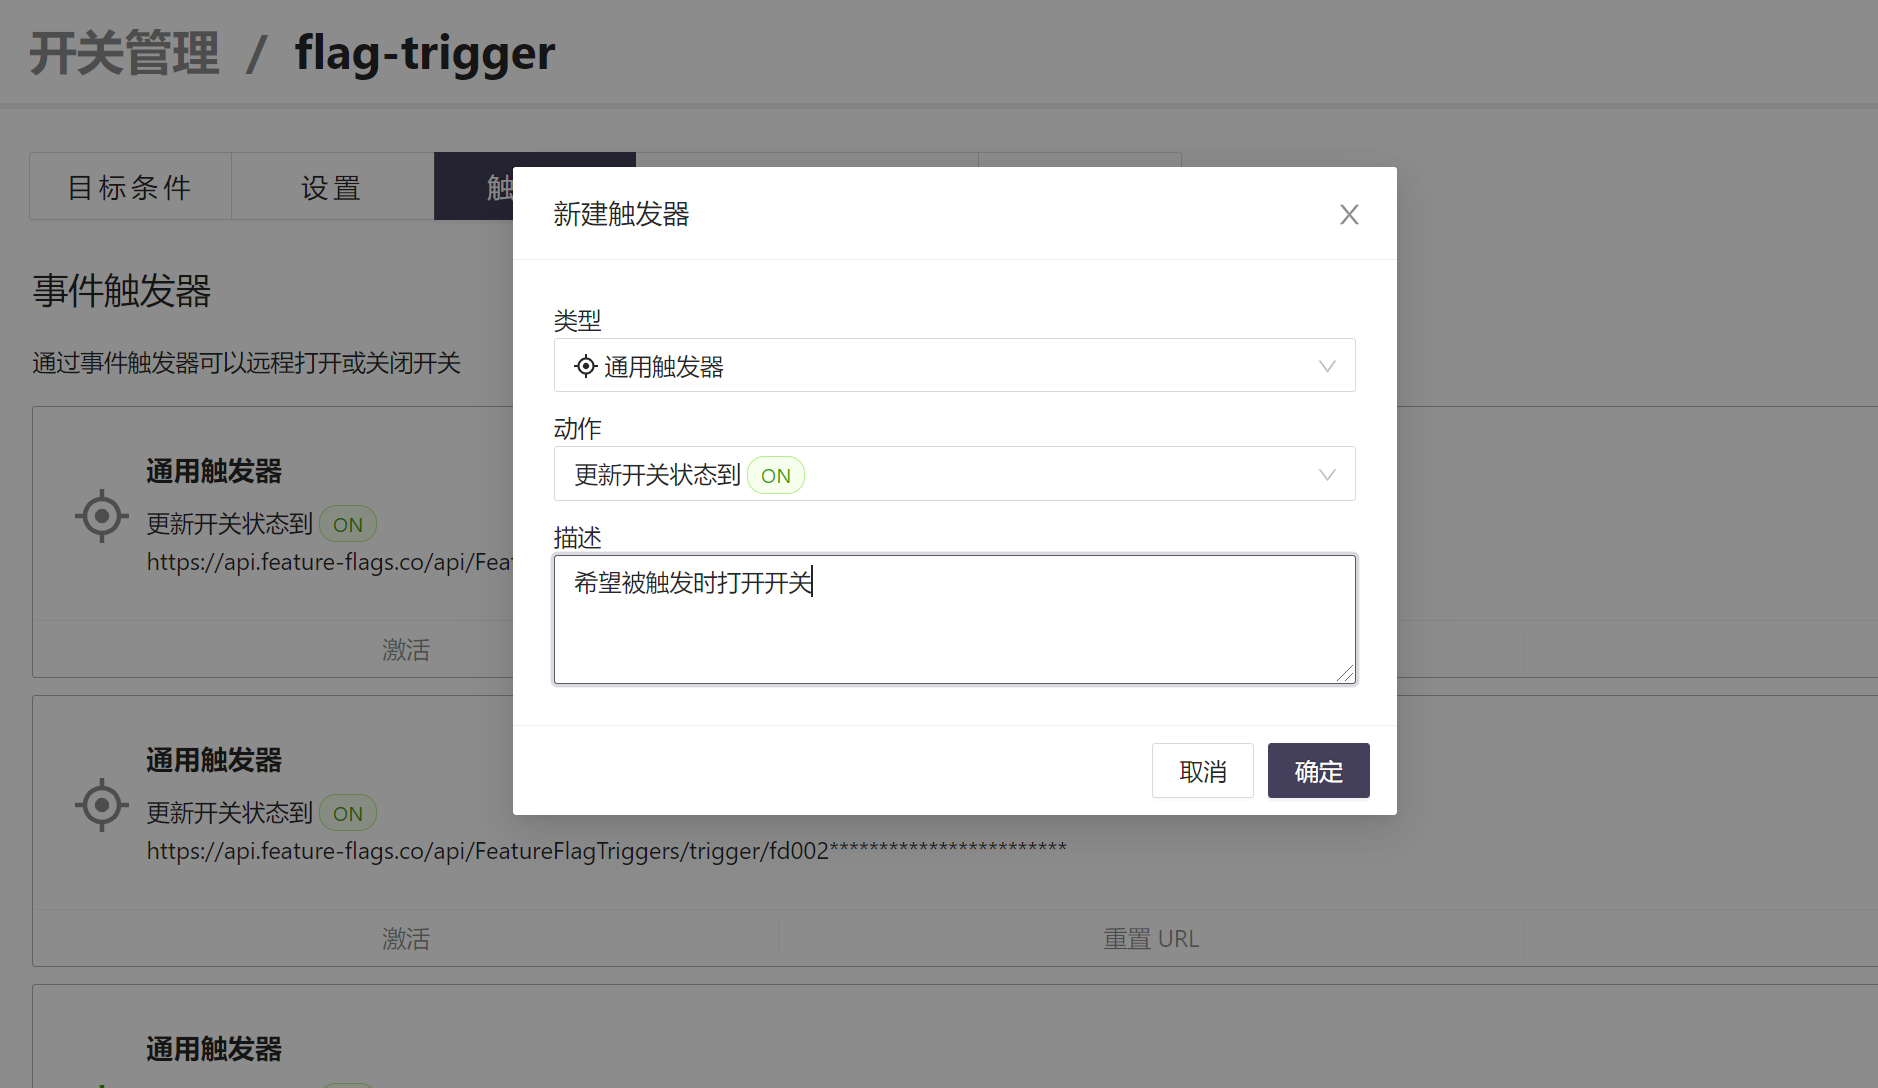 开关管理 / flag-trigger
目标条件 设置 触
新建触发器
事件触发器
通过事件触发器可以远程打开或关闭开关
类型
通用触发器
动作
更新开关状态到 ON
描述
希望被触发时打开开关
取消 确定
通用触发器
更新开关状态到 ON
https://api.feature-flags.co/api/Fea
激活
通用触发器
更新开关状态到 ON
https://api.feature-flags.co/api/FeatureFlagTriggers/trigger/fd002************************
激活 重置 URL
通用触发器